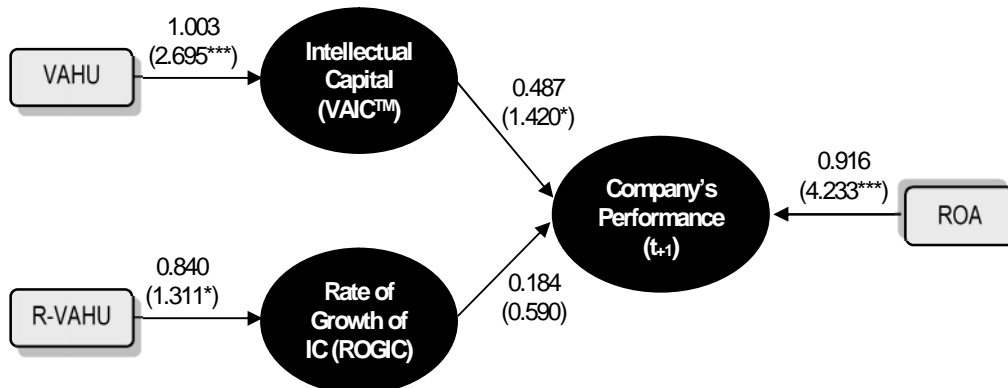 VAHU
1.003
(2.695***)
Intellectual
Capital
(VAIC™)
0.487
(1.420*)
Company's
Performance
(t+1)
0.916
(4.233***)
ROA
R-VAHU
0.840
(1.311*)
Rate of
Growth of
IC (ROGIC)
0.184
(0.590)